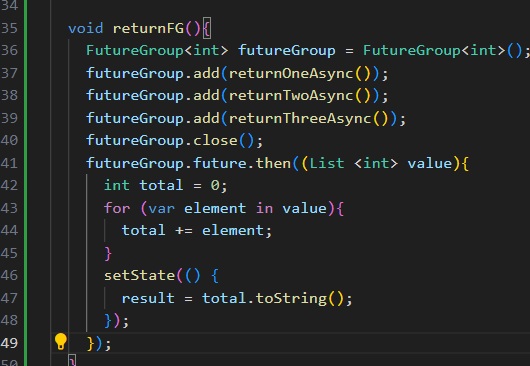 34
35 void returnFG(){
36 FutureGroup<int> futureGroup = FutureGroup<int>();
37 futureGroup.add(returnOneAsync());
38 futureGroup.add(returnTwoAsync());
39 futureGroup.add(returnThreeAsync());
40 futureGroup.close();
41 futureGroup.future.then((List <int> value){
42 int total = 0;
43 for (var element in value){
44 total += element;
45 }
46 setState(() {
47 result = total.toString();
48 });
49 });
50 }